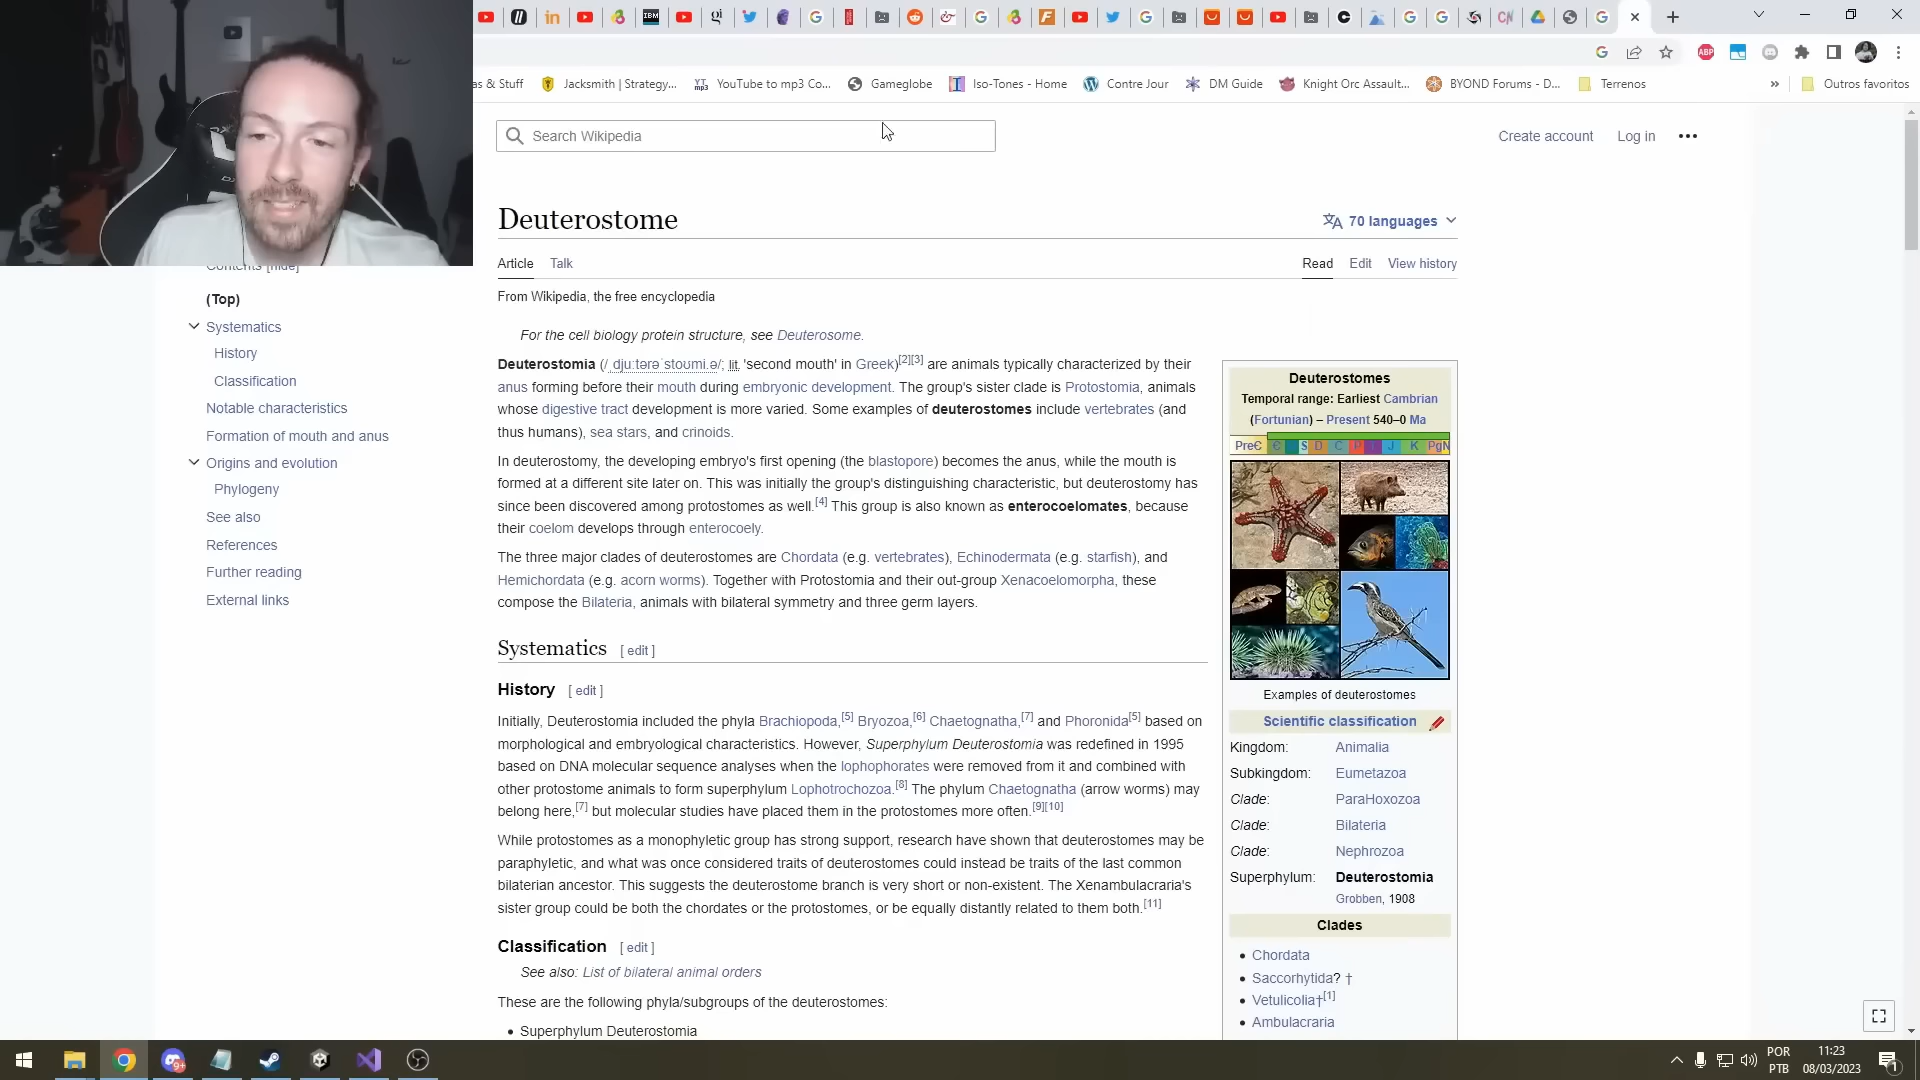 IBM
as & Stuff
Jacksmith | Strategy...
YouTube to mp3 Co...
Gameglobe
Iso-Tones - Home
Contre Jour
DM Guide
Knight Orc Assault...
BYOND Forums - D...
Terrenos
»
Outros favoritos
ABP
Search Wikipedia
Create account
Log in
Deuterostome
70 languages
Article
Talk
Read
Edit
View history
From Wikipedia, the free encyclopedia
Contents [hide]
(Top)
Systematics
History
Classification
Notable characteristics
Formation of mouth and anus
Origins and evolution
Phylogeny
See also
References
Further reading
External links
For the cell biology protein structure, see Deuterosome.
Deuterostomia (/ˌdjuːtərəˈstoʊmi.ə/; lit. 'second mouth' in Greek)[2][3] are animals typically characterized by their
anus forming before their mouth during embryonic development. The group's sister clade is Protostomia, animals
whose digestive tract development is more varied. Some examples of deuterostomes include vertebrates (and
thus humans), sea stars, and crinoids.
In deuterostomy, the developing embryo's first opening (the blastopore) becomes the anus, while the mouth is
formed at a different site later on. This was initially the group's distinguishing characteristic, but deuterostomy has
since been discovered among protostomes as well.[4] This group is also known as enterocoelomates, because
their coelom develops through enterocoely.
The three major clades of deuterostomes are Chordata (e.g. vertebrates), Echinodermata (e.g. starfish), and
Hemichordata (e.g. acorn worms). Together with Protostomia and their out-group Xenacoelomorpha, these
compose the Bilateria, animals with bilateral symmetry and three germ layers.
Systematics [ edit ]
History [ edit ]
Initially, Deuterostomia included the phyla Brachiopoda,[5] Bryozoa,[6] Chaetognatha,[7] and Phoronida[5] based on
morphological and embryological characteristics. However, Superphylum Deuterostomia was redefined in 1995
based on DNA molecular sequence analyses when the lophophorates were removed from it and combined with
other protostome animals to form superphylum Lophotrochozoa.[8] The phylum Chaetognatha (arrow worms) may
belong here,[7] but molecular studies have placed them in the protostomes more often.[9][10]
While protostomes as a monophyletic group has strong support, research have shown that deuterostomes may be
paraphyletic, and what was once considered traits of deuterostomes could instead be traits of the last common
bilaterian ancestor. This suggests the deuterostome branch is very short or non-existent. The Xenambulacraria's
sister group could be both the chordates or the protostomes, or be equally distantly related to them both.[11]
Classification [ edit ]
See also: List of bilateral animal orders
These are the following phyla/subgroups of the deuterostomes:
• Superphylum Deuterostomia
Deuterostomes
Temporal range: Earliest Cambrian
(Fortunian) – Present 540–0 Ma
PreꞒ Ꞓ S D C P J K PgN
Examples of deuterostomes
Scientific classification
Kingdom: Animalia
Subkingdom: Eumetazoa
Clade: ParaHoxozoa
Clade: Bilateria
Clade: Nephrozoa
Superphylum: Deuterostomia
Grobben, 1908
Clades
• Chordata
• Saccorhytida? †
• Vetulicolia†[1]
• Ambulacraria
9+
POR
PTB
11:23
08/03/2023
1